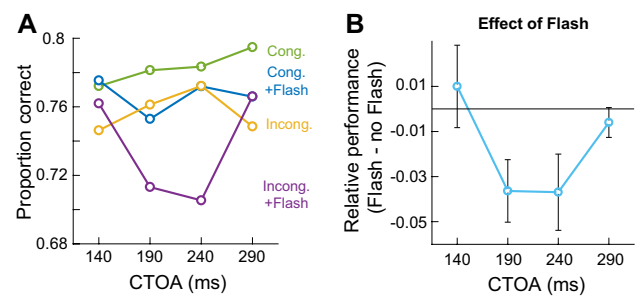 A
Proportion correct
0.8
0.76
0.72
0.68
140 190 240 290
CTOA (ms)
Cong.
Cong.
+Flash
Incong.
Incong.
+Flash
B
Effect of Flash
Relative performance
(Flash - no Flash)
0.01
-0.01
-0.03
-0.05
140 190 240 290
CTOA (ms)